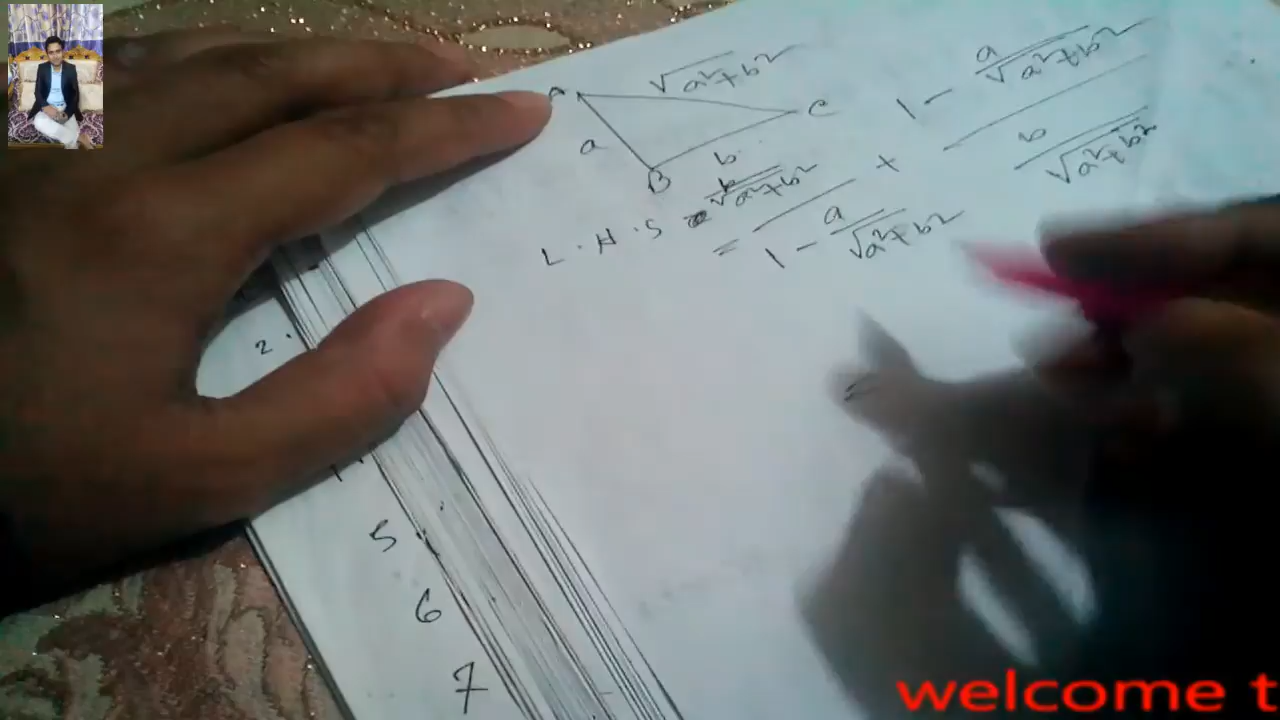 A
√a²+b²
C
a
b
B
L.H.S = b/√a²+b² / 1 - a/√a²+b² + 1 - a/√a²+b² / b/√a²+b²
=
2.
5
6
7
welcome t